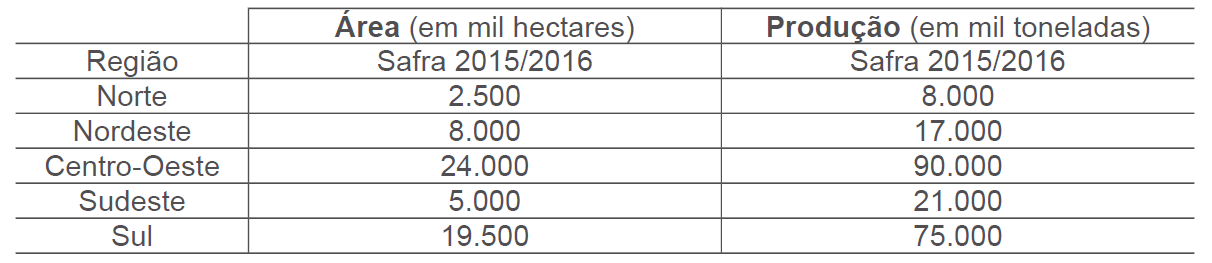 Área (em mil hectares) Produção (em mil toneladas)
Região Safra 2015/2016 Safra 2015/2016
Norte 2.500 8.000
Nordeste 8.000 17.000
Centro-Oeste 24.000 90.000
Sudeste 5.000 21.000
Sul 19.500 75.000